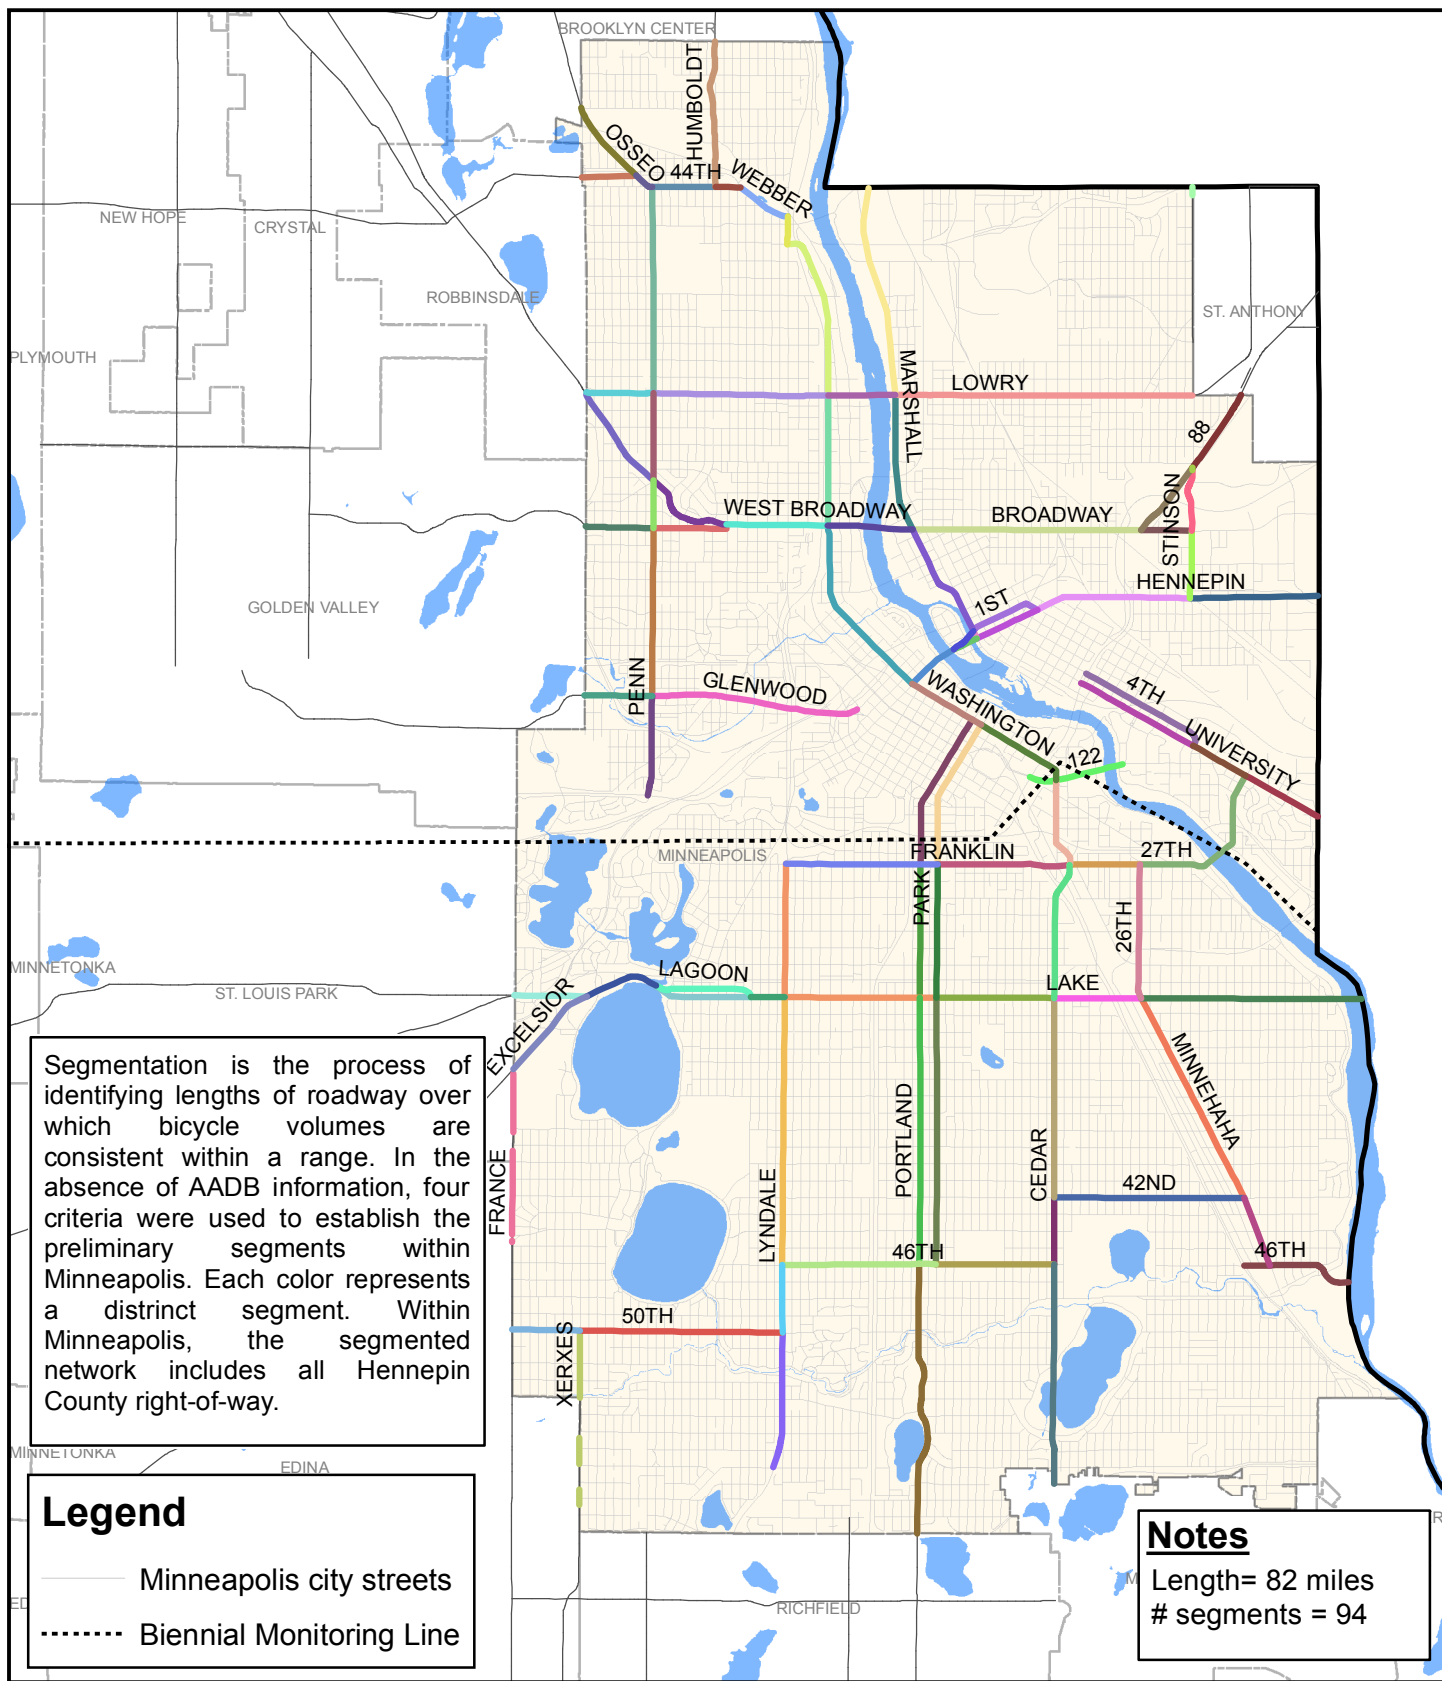 BROOKLYN CENTER
HUMBOLDT
OSSEO
44TH
WEBBER
NEW HOPE
CRYSTAL
ROBBINSDALE
ST. ANTHONY
PLYMOUTH
MARSHALL
LOWRY
88
WEST BROADWAY
BROADWAY
STINSON
HENNEPIN
GOLDEN VALLEY
1ST
PENN
GLENWOOD
WASHINGTON
4TH
UNIVERSITY
122
MINNEAPOLIS
FRANKLIN
27TH
PARK
26TH
MINNETONKA
ST. LOUIS PARK
LAGOON
LAKE
EXCELSIOR
MINNEHAHA
PORTLAND
CEDAR
FRANCE
LYNDALE
42ND
46TH
46TH
50TH
XERXES
Segmentation is the process of
identifying lengths of roadway over
which bicycle volumes are
consistent within a range. In the
absence of AADB information, four
criteria were used to establish the
preliminary segments within
Minneapolis. Each color represents
a distrinct segment. Within
Minneapolis, the segmented
network includes all Hennepin
County right-of-way.
MINNETONKA
EDINA
Legend
Minneapolis city streets
Biennial Monitoring Line
ED
RICHFIELD
Notes
Length= 82 miles
# segments = 94
M
R